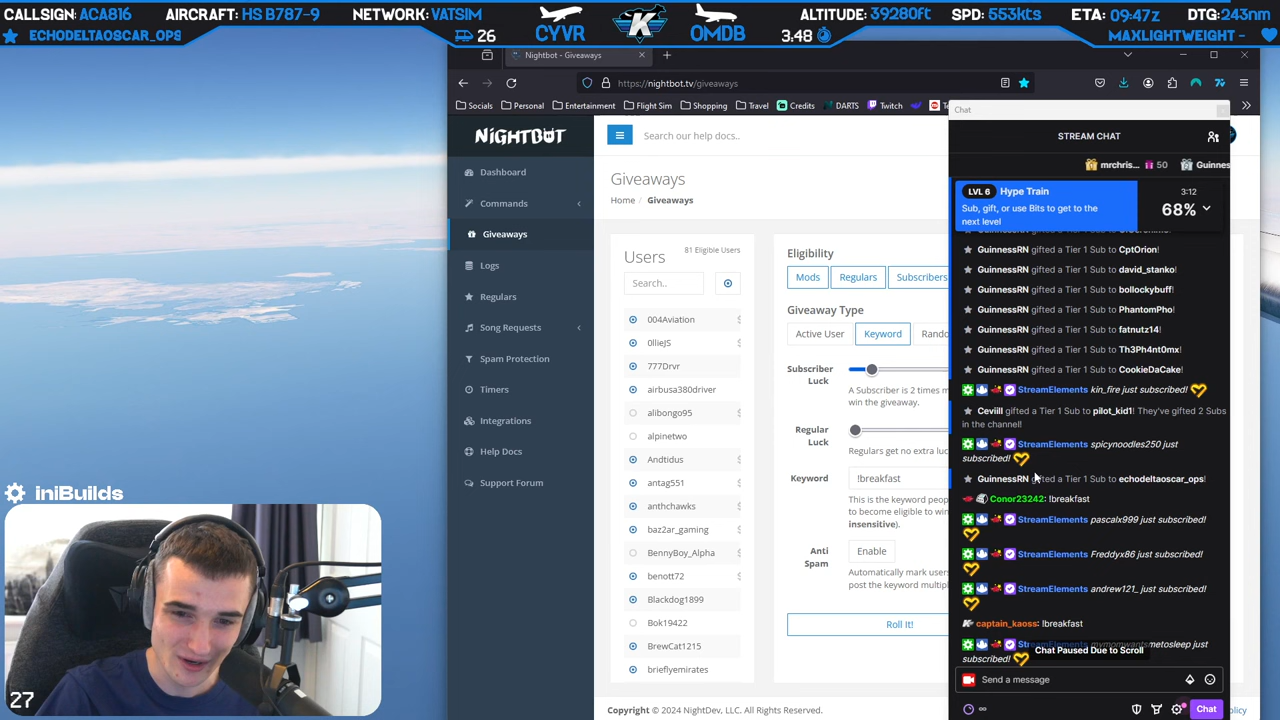 CALLSIGN: ACA816
AIRCRAFT: HS B787-9
NETWORK: VATSIM
ALTITUDE: 39280ft
SPD: 553kts
ETA: 09:47z
DTG: 243nm
ECHODELTAOSCAR_OPS
26
CYVR
OMDB
3:48
MAXLIGHTWEIGHT -
Nightbot - Giveaways
https://nightbot.tv/giveaways
Socials
Personal
Entertainment
Flight Sim
Shopping
Travel
Credits
DARTS
Twitch
NIGHTBOT
Dashboard
Commands
Giveaways
Logs
Regulars
Song Requests
Spam Protection
Timers
Integrations
Help Docs
Support Forum
Search our help docs..
Giveaways
Home / Giveaways
Users
81 Eligible Users
Search..
004Aviation
0llieJS
777Drvr
airbusa380driver
alibongo95
alpinetwo
Andtidus
antag551
anthchawks
baz2ar_gaming
BennyBoy_Alpha
benott72
Blackdog1899
Bok19422
BrewCat1215
brieflyemirates
Eligibility
Mods
Regulars
Subscribers
Giveaway Type
Active User
Keyword
Rando
Subscriber
Luck
A Subscriber is 2 times m
win the giveaway.
Regular
Luck
Regulars get no extra luc
Keyword
!breakfast
This is the keyword peop
to become eligible to win
insensitive).
Anti
Spam
Enable
Automatically mark users
post the keyword multipl
Roll It!
Copyright © 2024 NightDev, LLC. All Rights Reserved.
olicy
Chat
STREAM CHAT
mrchris... 50
Guinnes
LVL 6 Hype Train
Sub, gift, or use Bits to get to the
next level
3:12
68%
GuinnessRN gifted a Tier 1 Sub to CptOrion!
GuinnessRN gifted a Tier 1 Sub to david_stanko!
GuinnessRN gifted a Tier 1 Sub to bollockybuff!
GuinnessRN gifted a Tier 1 Sub to PhantomPho!
GuinnessRN gifted a Tier 1 Sub to fatnutz14!
GuinnessRN gifted a Tier 1 Sub to Th3Ph4nt0mx!
GuinnessRN gifted a Tier 1 Sub to CookieDaCake!
StreamElements kin_fire just subscribed!
Ceviill gifted a Tier 1 Sub to pilot_kid1! They've gifted 2 Subs
in the channel!
StreamElements spicynoodles250 just
subscribed!
GuinnessRN gifted a Tier 1 Sub to echodeltaoscar_ops!
Conor23242: !breakfast
StreamElements pascalx999 just subscribed!
StreamElements Freddyx86 just subscribed!
StreamElements andrew121_ just subscribed!
captain_kaoss: !breakfast
StreamElements mymomwantsmetosleep just
subscribed!
Chat Paused Due to Scroll
Send a message
Chat
iniBuilds
27